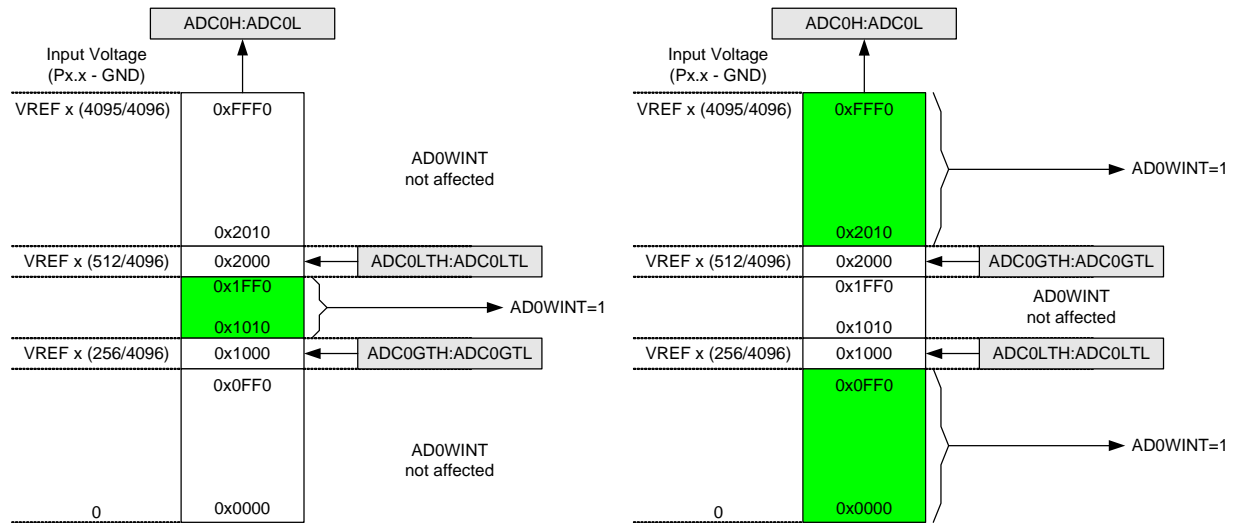 ADC0H:ADC0L
Input Voltage
(Px.x - GND)
VREF x (4095/4096)
0xFFF0
AD0WINT
not affected
0x2010
VREF x (512/4096)
0x2000
ADC0LTH:ADC0LTL
0x1FF0
AD0WINT=1
0x1010
VREF x (256/4096)
0x1000
ADC0GTH:ADC0GTL
0x0FF0
AD0WINT
not affected
0
0x0000
ADC0H:ADC0L
Input Voltage
(Px.x - GND)
VREF x (4095/4096)
0xFFF0
AD0WINT=1
0x2010
VREF x (512/4096)
0x2000
ADC0GTH:ADC0GTL
0x1FF0
AD0WINT
not affected
0x1010
VREF x (256/4096)
0x1000
ADC0LTH:ADC0LTL
0x0FF0
AD0WINT=1
0
0x0000